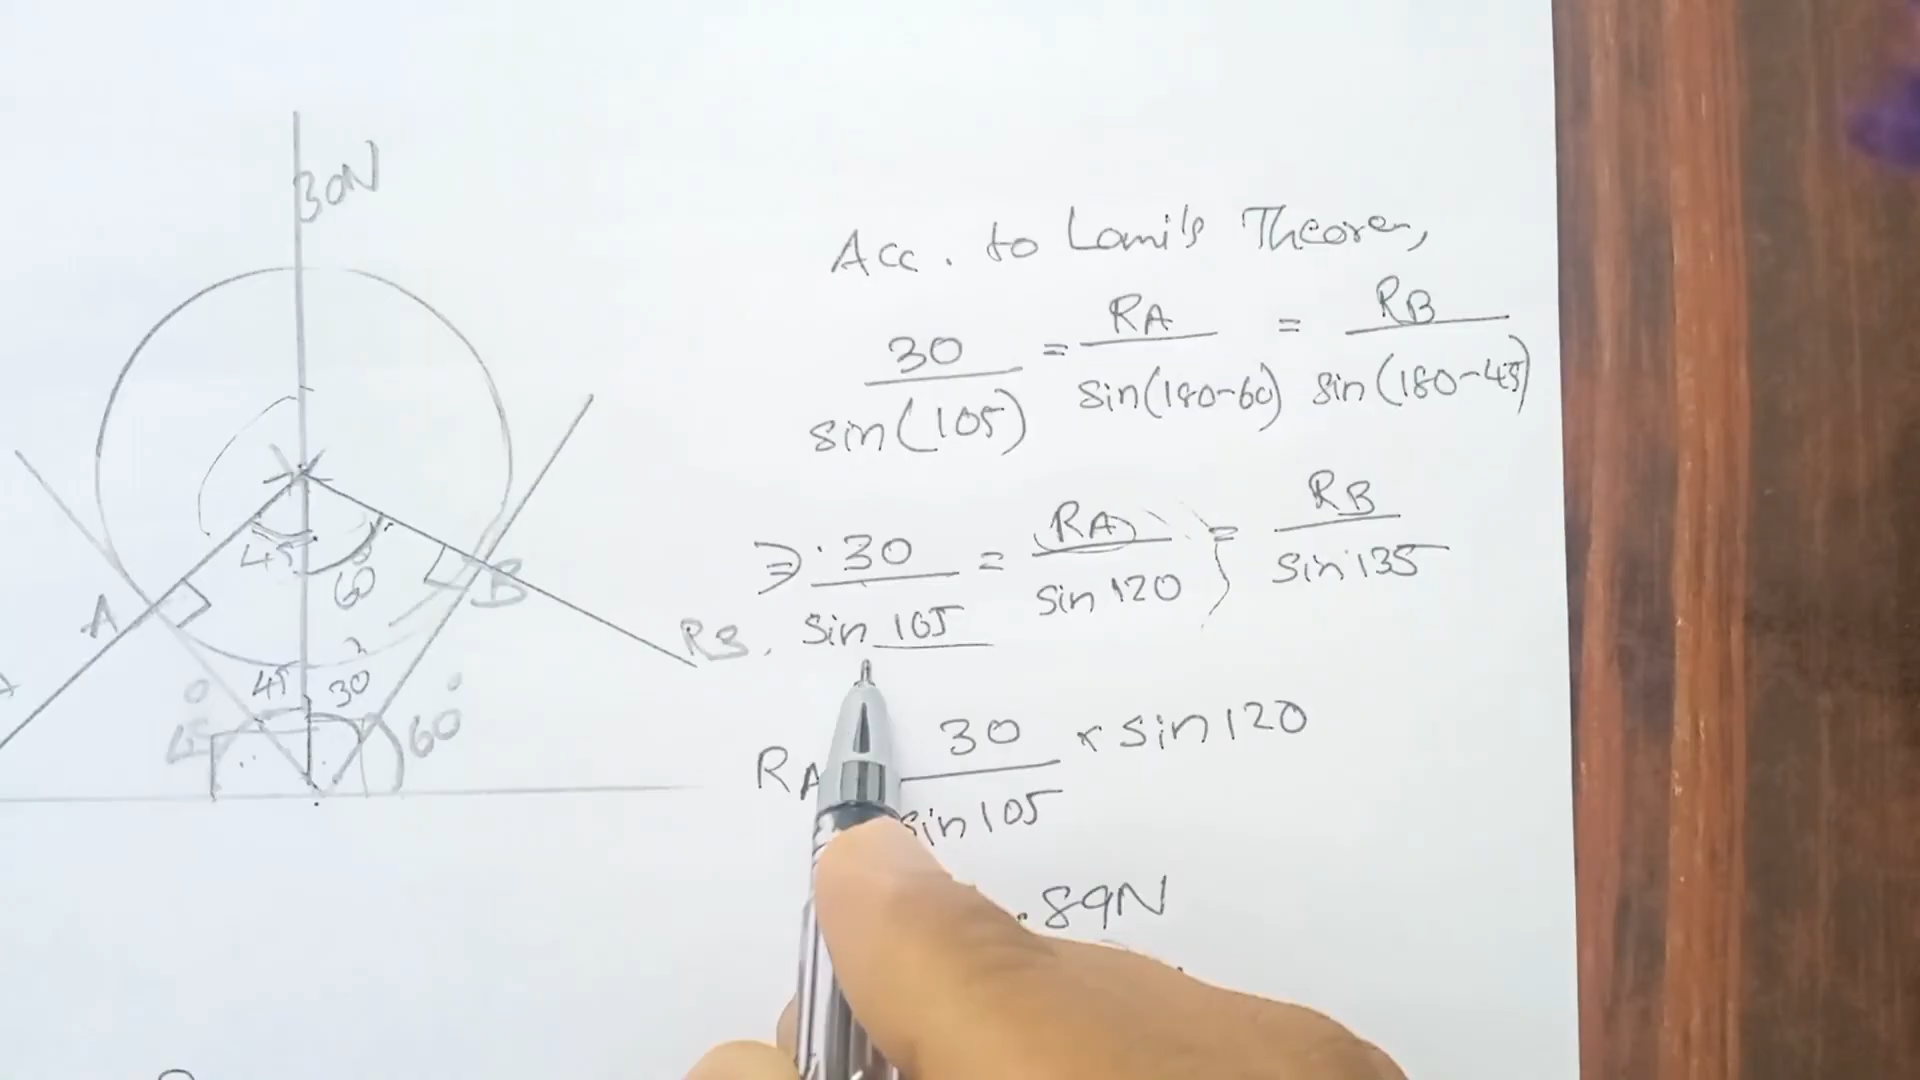 30N
45
60
A
B
RB.
45
30
45°
60°
Acc. to Lami's Theorem,
30 / sin(105) = RA / sin(180-60) = RB / sin(180-45)
⇒ 30 / sin 105 = RA / sin 120 = RB / sin 135
RA 30 / sin 105 × sin 120
.89N